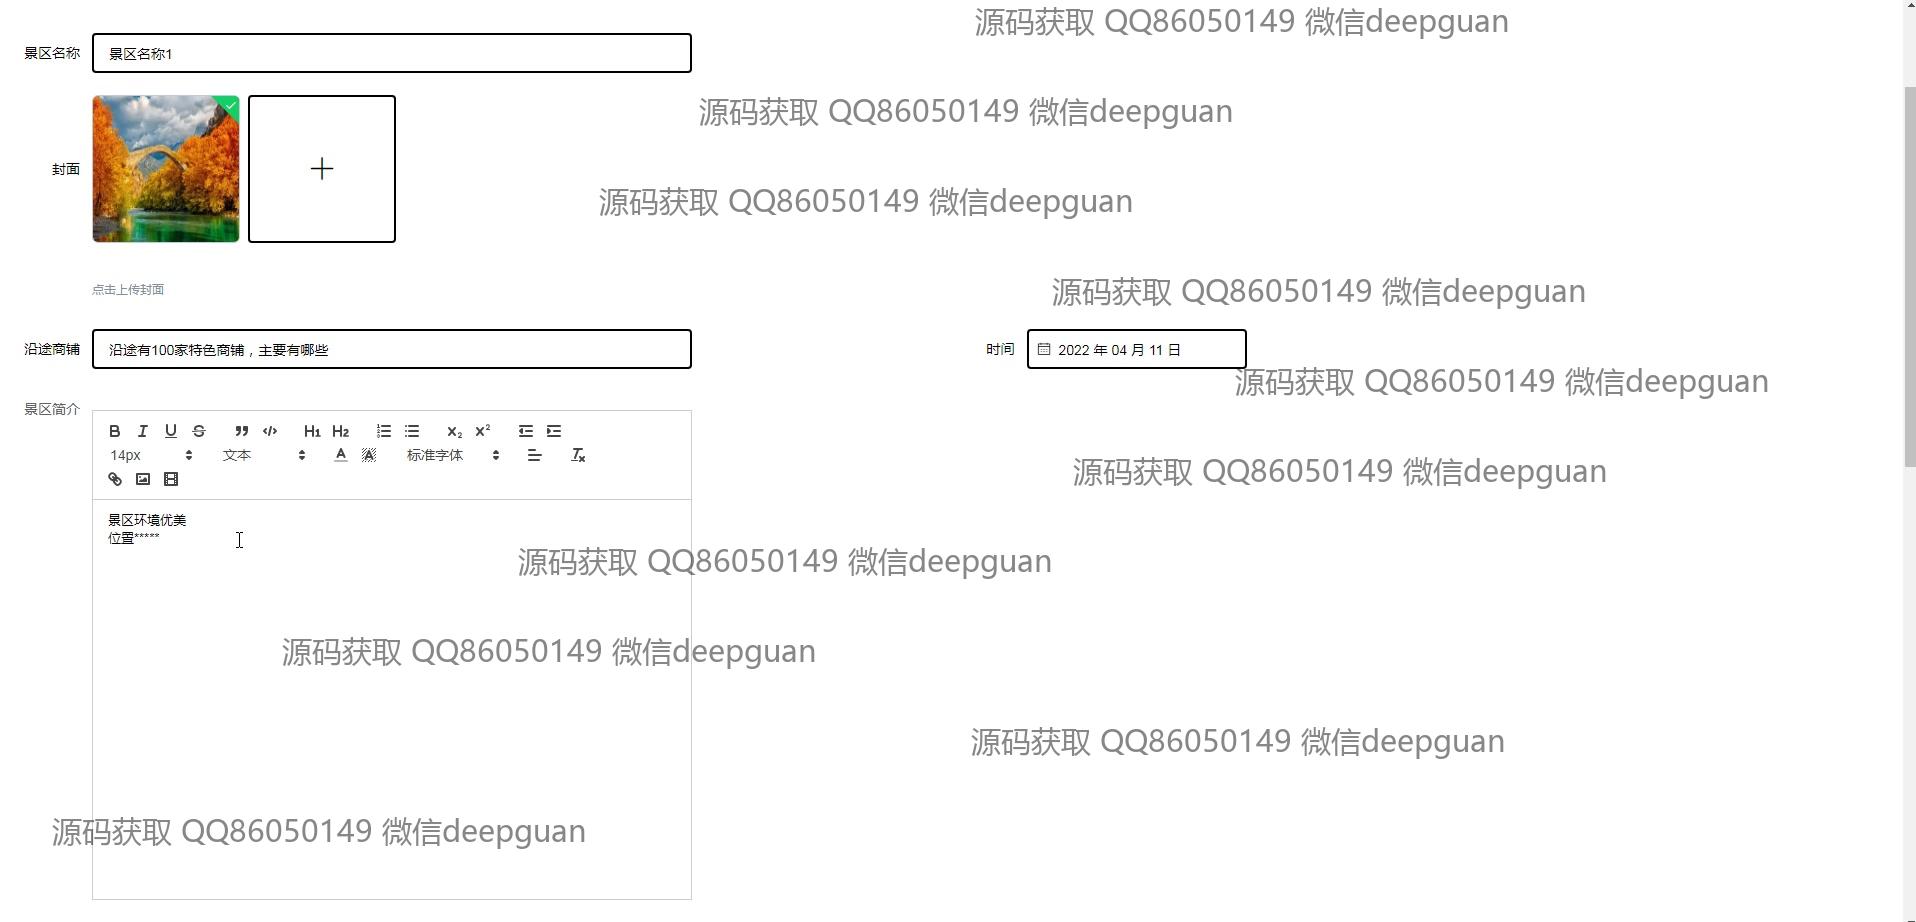 源码获取 QQ86050149 微信deepguan
景区名称
景区名称1
源码获取 QQ86050149 微信deepguan
封面
源码获取 QQ86050149 微信deepguan
点击上传封面
源码获取 QQ86050149 微信deepguan
沿途商铺
沿途有100家特色商铺，主要有哪些
时间
2022 年 04 月 11 日
源码获取 QQ86050149 微信deepguan
景区简介
B I U S H1 H2 X2 X2
14px 文本 A A 标准字体 Tx
源码获取 QQ86050149 微信deepguan
景区环境优美
位置*****
源码获取 QQ86050149 微信deepguan
源码获取 QQ86050149 微信deepguan
源码获取 QQ86050149 微信deepguan
源码获取 QQ86050149 微信deepguan